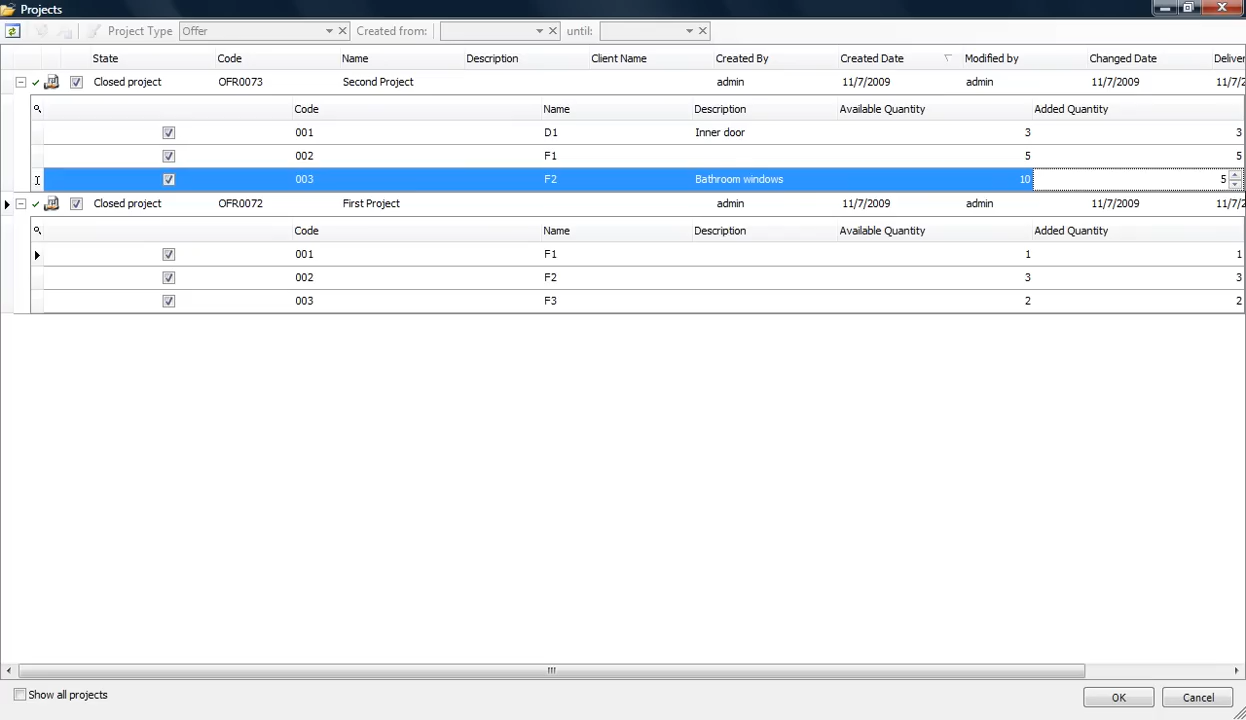 Projects
Project Type Offer Created from: until:
State Code Name Description Client Name Created By Created Date Modified by Changed Date Deliver
Closed project OFR0073 Second Project admin 11/7/2009 admin 11/7/2009 11/7/2
Code Name Description Available Quantity Added Quantity
001 D1 Inner door 3 3
002 F1 5 5
003 F2 Bathroom windows 10 5
Closed project OFR0072 First Project admin 11/7/2009 admin 11/7/2009 11/7/2
Code Name Description Available Quantity Added Quantity
001 F1 1 1
002 F2 3 3
003 F3 2 2
Show all projects
OK Cancel